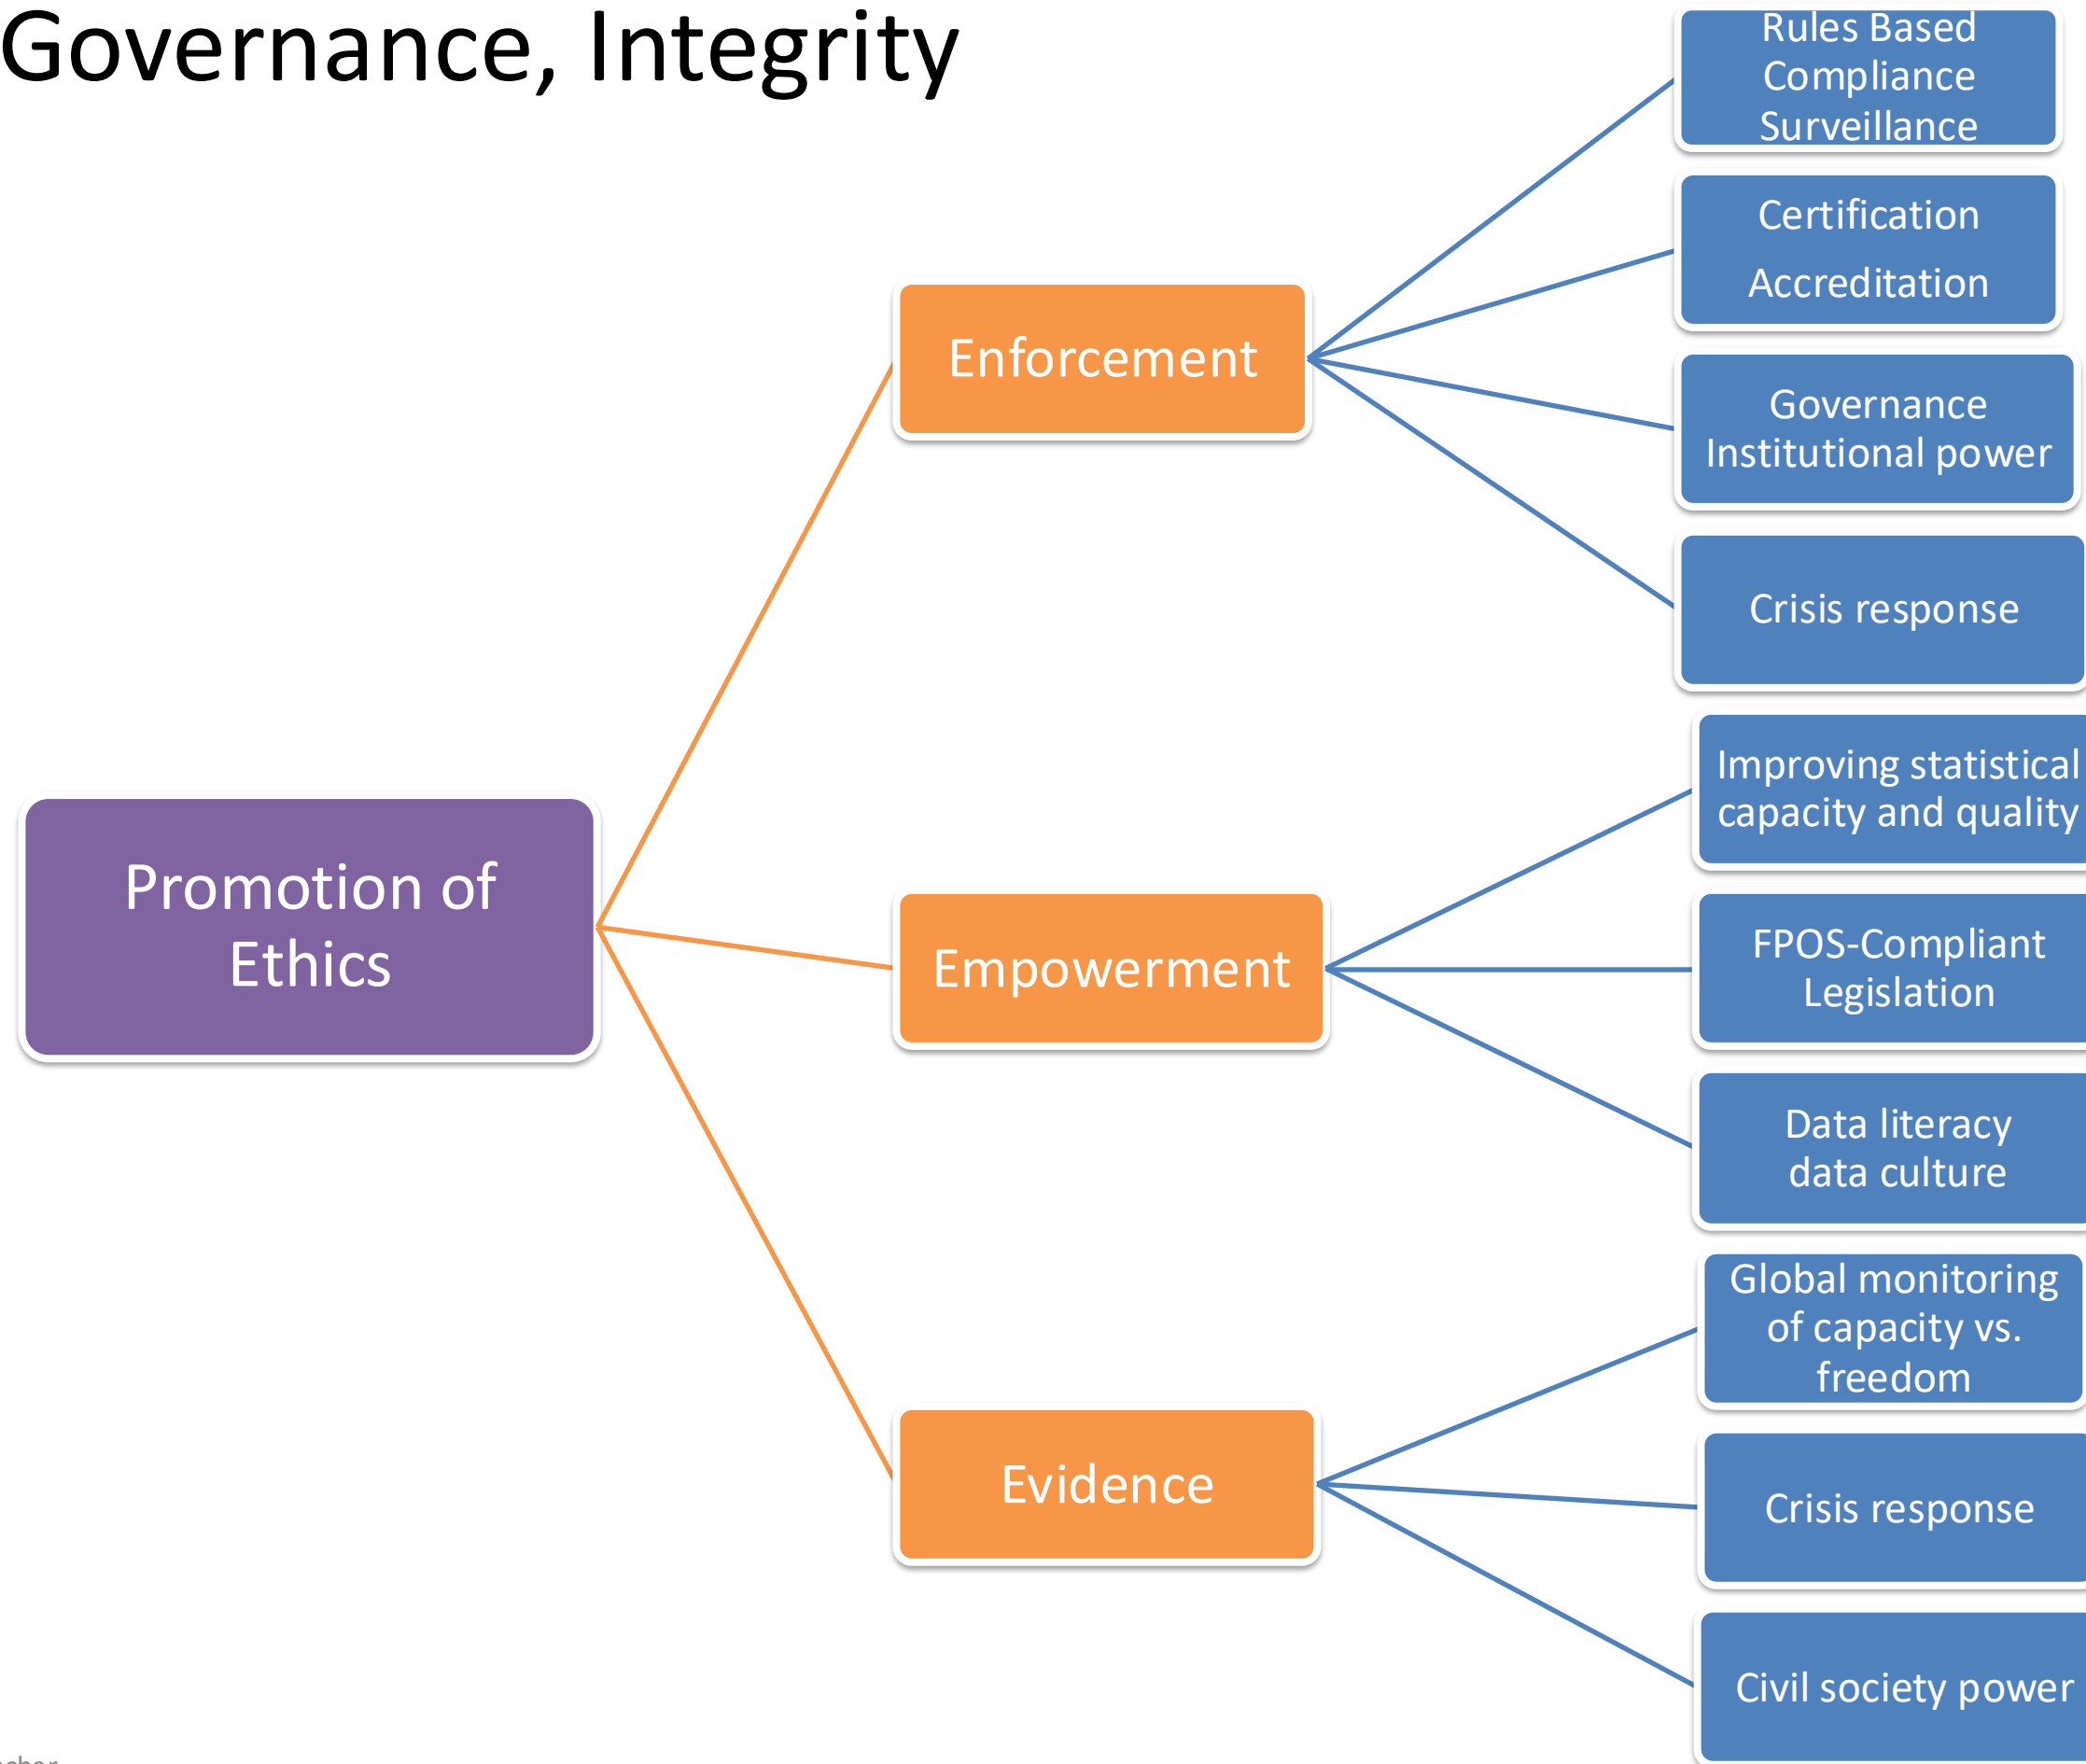 Governance, Integrity
Rules Based
Compliance
Surveillance
Certification
Accreditation
Enforcement
Governance
Institutional power
Crisis response
Improving statistical
capacity and quality
Promotion of
Ethics
Empowerment
FPOS-Compliant
Legislation
Data literacy
data culture
Global monitoring
of capacity vs.
freedom
Evidence
Crisis response
Civil society power